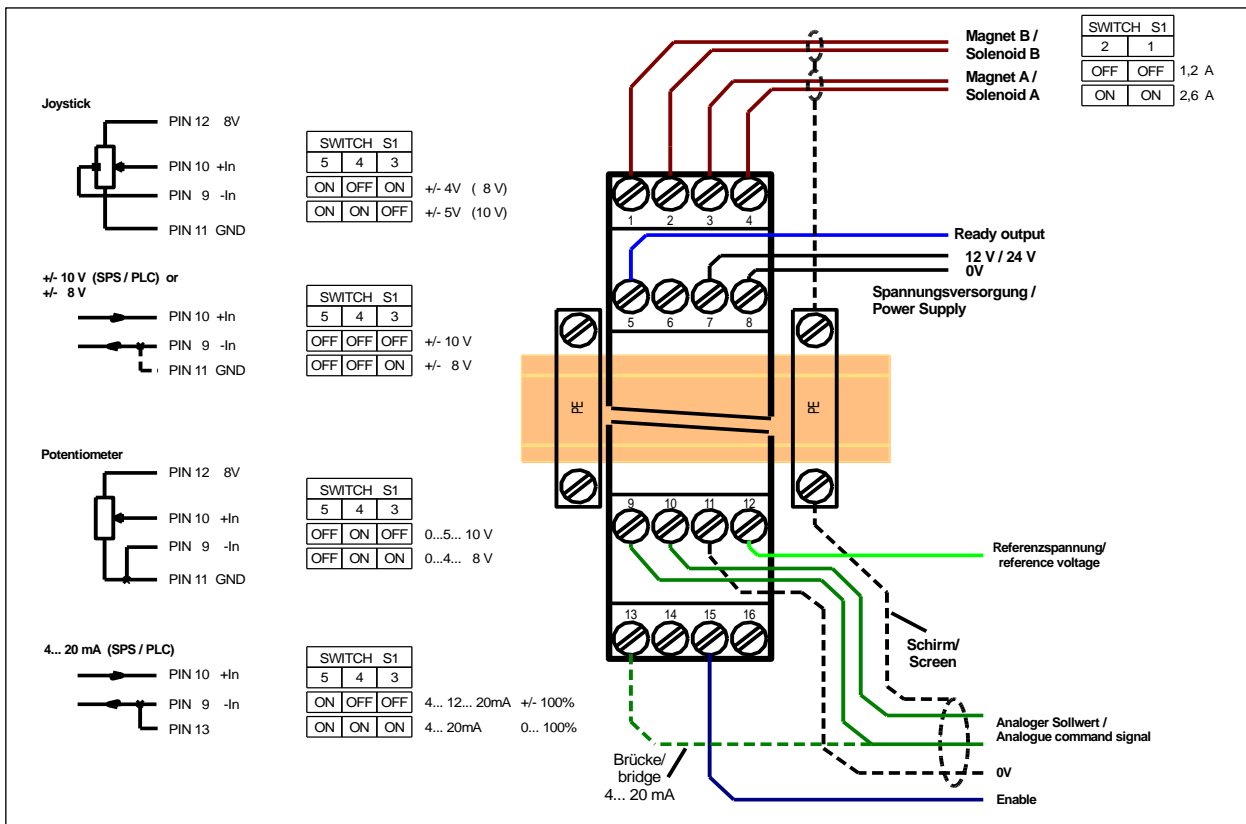 Joystick
PIN 12 8V
PIN 10 +In
PIN 9 -In
PIN 11 GND
SWITCH S1
5 4 3
ON OFF ON +/- 4V ( 8 V)
ON ON OFF +/- 5V (10 V)
+/- 10 V (SPS / PLC) or
+/- 8 V
PIN 10 +In
PIN 9 -In
PIN 11 GND
SWITCH S1
5 4 3
OFF OFF OFF +/- 10 V
OFF OFF ON +/- 8 V
Potentiometer
PIN 12 8V
PIN 10 +In
PIN 9 -In
PIN 11 GND
SWITCH S1
5 4 3
OFF ON OFF 0...5... 10 V
OFF ON ON 0...4... 8 V
4... 20 mA (SPS / PLC)
PIN 10 +In
PIN 9 -In
PIN 13
SWITCH S1
5 4 3
ON OFF OFF 4... 12... 20mA +/- 100%
ON ON ON 4... 20mA 0... 100%
Magnet B /
Solenoid B
Magnet A /
Solenoid A
SWITCH S1
2 1
OFF OFF 1,2 A
ON ON 2,6 A
1 2 3 4
Ready output
12 V / 24 V
0V
Spannungsversorgung /
Power Supply
5 6 7 8
PE
PE
9 10 11 12
Referenzspannung/
reference voltage
13 14 15 16
Schirm/
Screen
Analoger Sollwert /
Analogue command signal
Brücke/
bridge
4... 20 mA
0V
Enable